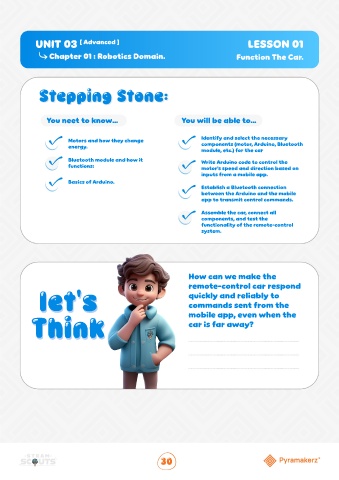 UNIT 03 [ Advanced ]
Chapter 01 : Robotics Domain.
LESSON 01
Function The Car.
Stepping Stone:
You neet to know...
Motors and how they change
energy.
Bluetooth module and how it
functions:
Basics of Arduino.
You will be able to...
Identify and select the necessary
components (motor, Arduino, Bluetooth
module, etc.) for the car
Write Arduino code to control the
motor's speed and direction based on
inputs from a mobile app.
Establish a Bluetooth connection
between the Arduino and the mobile
app to transmit control commands.
Assemble the car, connect all
components, and test the
functionality of the remote-control
system.
let's
Think
How can we make the
remote-control car respond
quickly and reliably to
commands sent from the
mobile app, even when the
car is far away?
SCOUTS
30
Pyramakerz